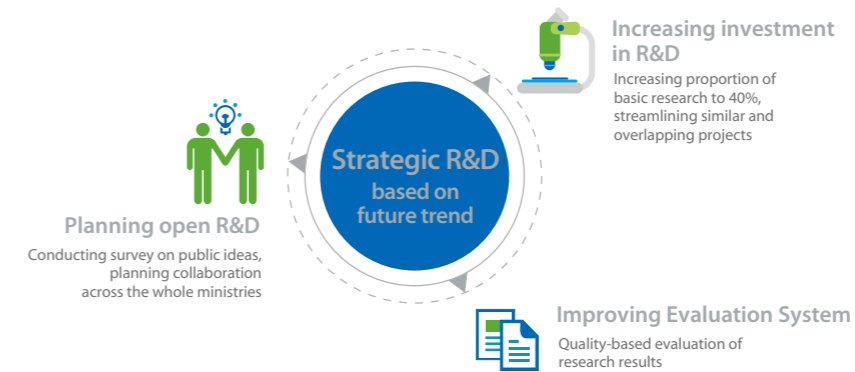 Increasing investment
in R&D
Increasing proportion of
basic research to 40%,
streamlining similar and
overlapping projects
Strategic R&D
based on
future trend
Planning open R&D
Conducting survey on public ideas,
planning collaboration
across the whole ministries
Improving Evaluation System
Quality-based evaluation of
research results